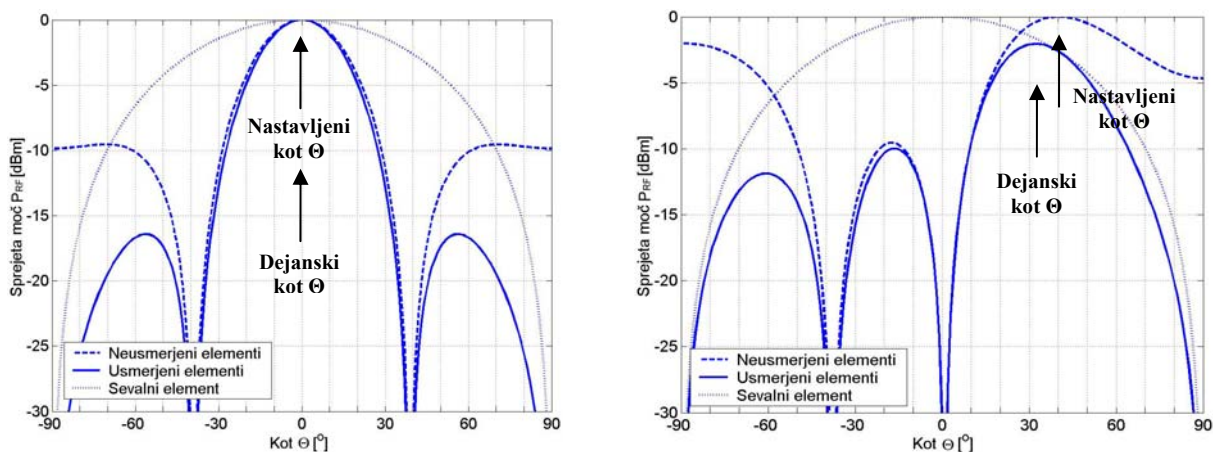 0
-5
-10
-15
-20
-25
-30
Sprejeta moč P_RF [dBm]
Nastavljeni
kot Θ
Dejanski
kot Θ
Neusmerjeni elementi
Usmerjeni elementi
Sevalni element
-90 -60 -30 0 30 60 90
Kot Θ [°]
0
-5
-10
-15
-20
-25
-30
Sprejeta moč P_RF [dBm]
Nastavljeni
kot Θ
Dejanski
kot Θ
Neusmerjeni elementi
Usmerjeni elementi
Sevalni element
-90 -60 -30 0 30 60 90
Kot Θ [°]